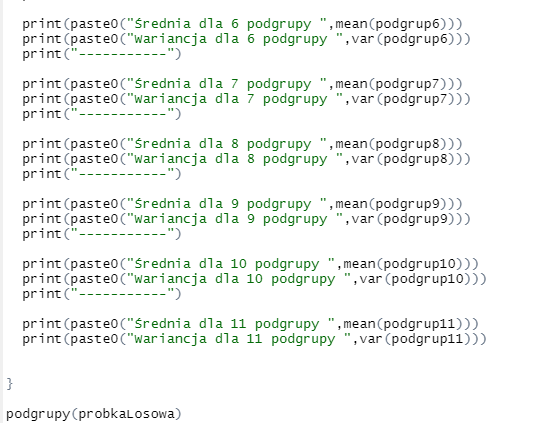 print(paste0("Średnia dla 6 podgrupy ",mean(podgrup6)))
print(paste0("Wariancja dla 6 podgrupy ",var(podgrup6)))
print("-----------")
print(paste0("Średnia dla 7 podgrupy ",mean(podgrup7)))
print(paste0("Wariancja dla 7 podgrupy ",var(podgrup7)))
print("-----------")
print(paste0("Średnia dla 8 podgrupy ",mean(podgrup8)))
print(paste0("Wariancja dla 8 podgrupy ",var(podgrup8)))
print("-----------")
print(paste0("Średnia dla 9 podgrupy ",mean(podgrup9)))
print(paste0("Wariancja dla 9 podgrupy ",var(podgrup9)))
print("-----------")
print(paste0("Średnia dla 10 podgrupy ",mean(podgrup10)))
print(paste0("Wariancja dla 10 podgrupy ",var(podgrup10)))
print("-----------")
print(paste0("Średnia dla 11 podgrupy ",mean(podgrup11)))
print(paste0("Wariancja dla 11 podgrupy ",var(podgrup11)))
}
podgrupy(probkaLosowa)